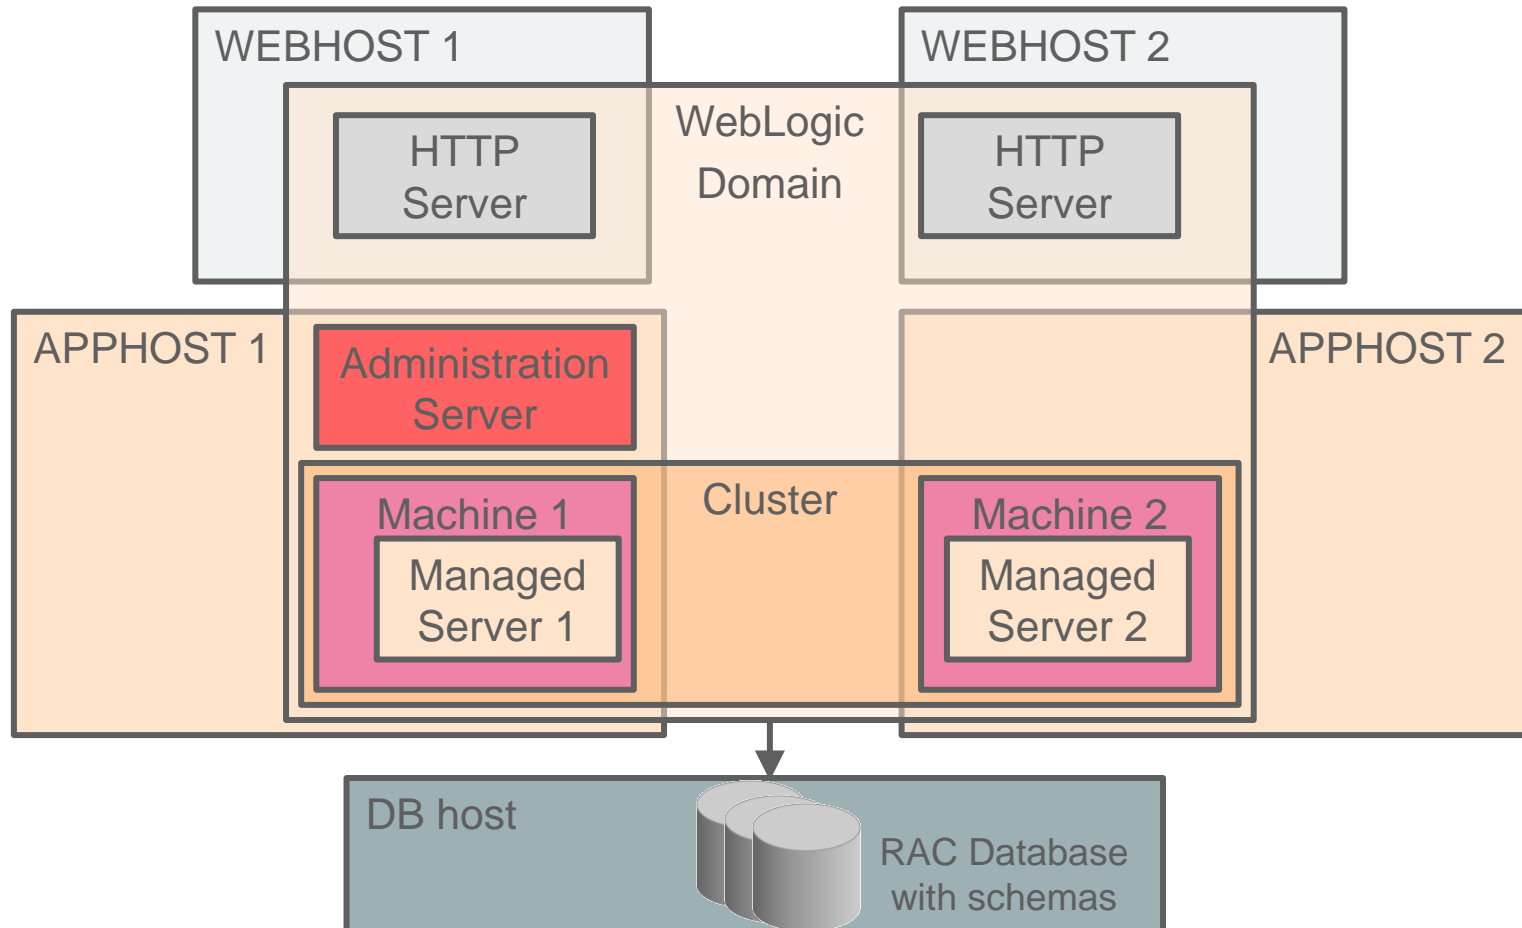 WEBHOST 1
WEBHOST 2
WebLogic
Domain
HTTP
Server
HTTP
Server
APPHOST 1
APPHOST 2
Administration
Server
Cluster
Machine 1
Managed
Server 1
Machine 2
Managed
Server 2
DB host
RAC Database
with schemas